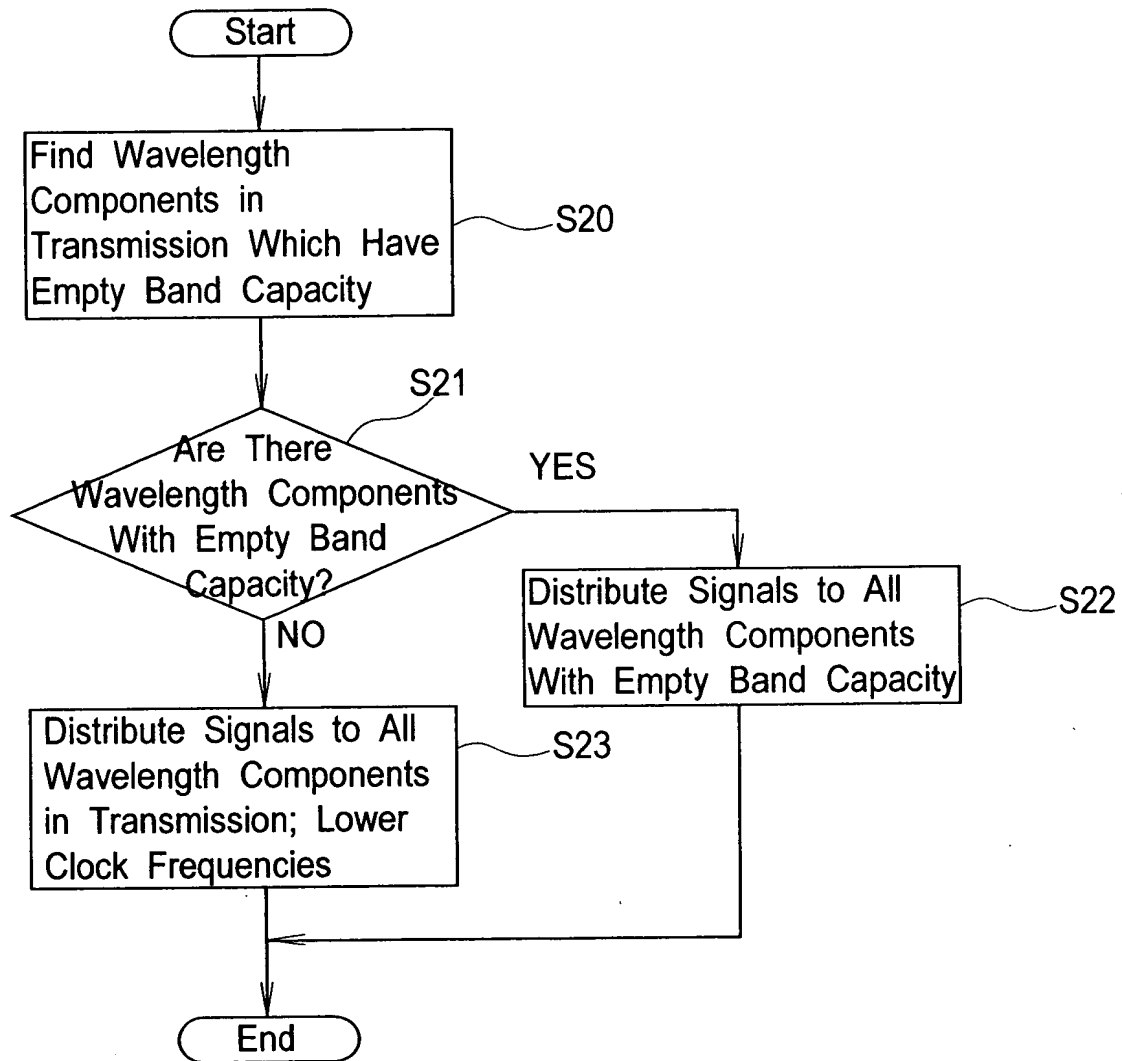 Start
Find Wavelength
Components in
Transmission Which Have
Empty Band Capacity
S20
S21
Are There
Wavelength Components
With Empty Band
Capacity?
YES
NO
Distribute Signals to All
Wavelength Components
With Empty Band Capacity
S22
Distribute Signals to All
Wavelength Components
in Transmission; Lower
Clock Frequencies
S23
End